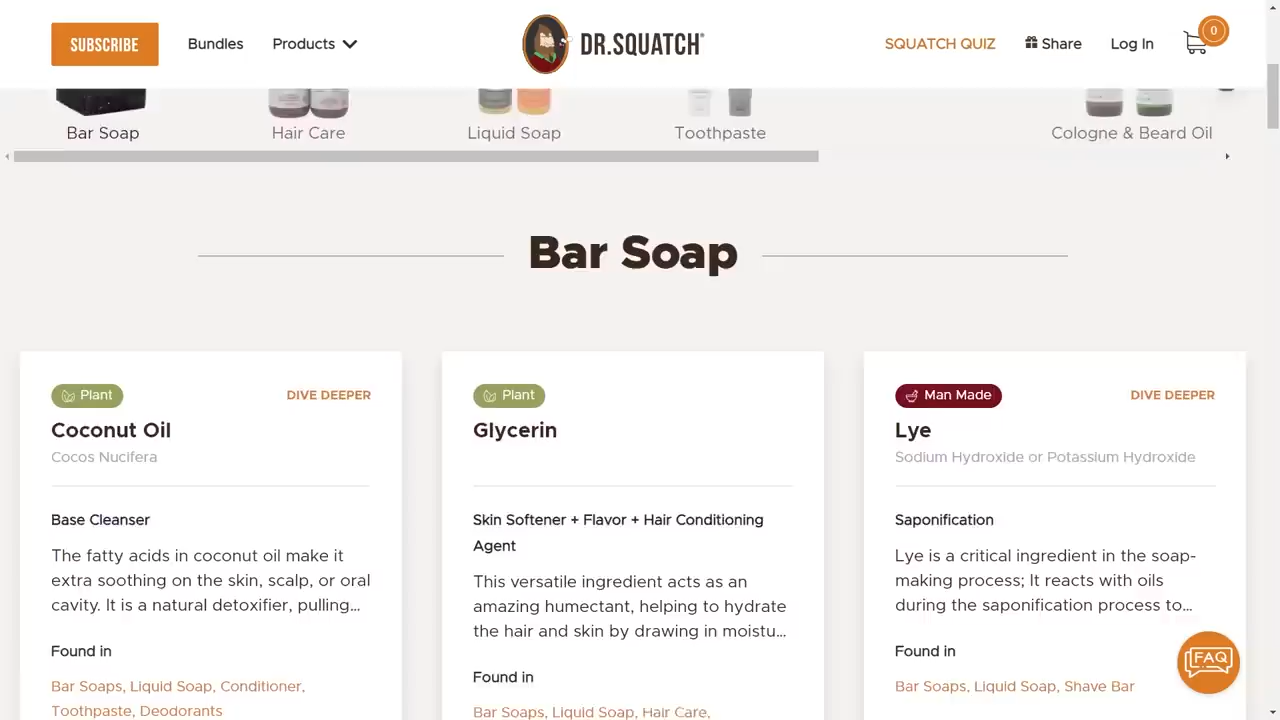 SUBSCRIBE
Bundles
Products
DR.SQUATCH®
SQUATCH QUIZ
Share
Log In
0
Bar Soap
Hair Care
Liquid Soap
Toothpaste
Cologne & Beard Oil
Bar Soap
Plant
DIVE DEEPER
Coconut Oil
Cocos Nucifera
Base Cleanser
The fatty acids in coconut oil make it
extra soothing on the skin, scalp, or oral
cavity. It is a natural detoxifier, pulling...
Found in
Bar Soaps, Liquid Soap, Conditioner,
Toothpaste, Deodorants
Plant
Glycerin
Skin Softener + Flavor + Hair Conditioning
Agent
This versatile ingredient acts as an
amazing humectant, helping to hydrate
the hair and skin by drawing in moistu...
Found in
Bar Soaps, Liquid Soap, Hair Care,
Man Made
DIVE DEEPER
Lye
Sodium Hydroxide or Potassium Hydroxide
Saponification
Lye is a critical ingredient in the soap-
making process; It reacts with oils
during the saponification process to...
Found in
Bar Soaps, Liquid Soap, Shave Bar
FAQ